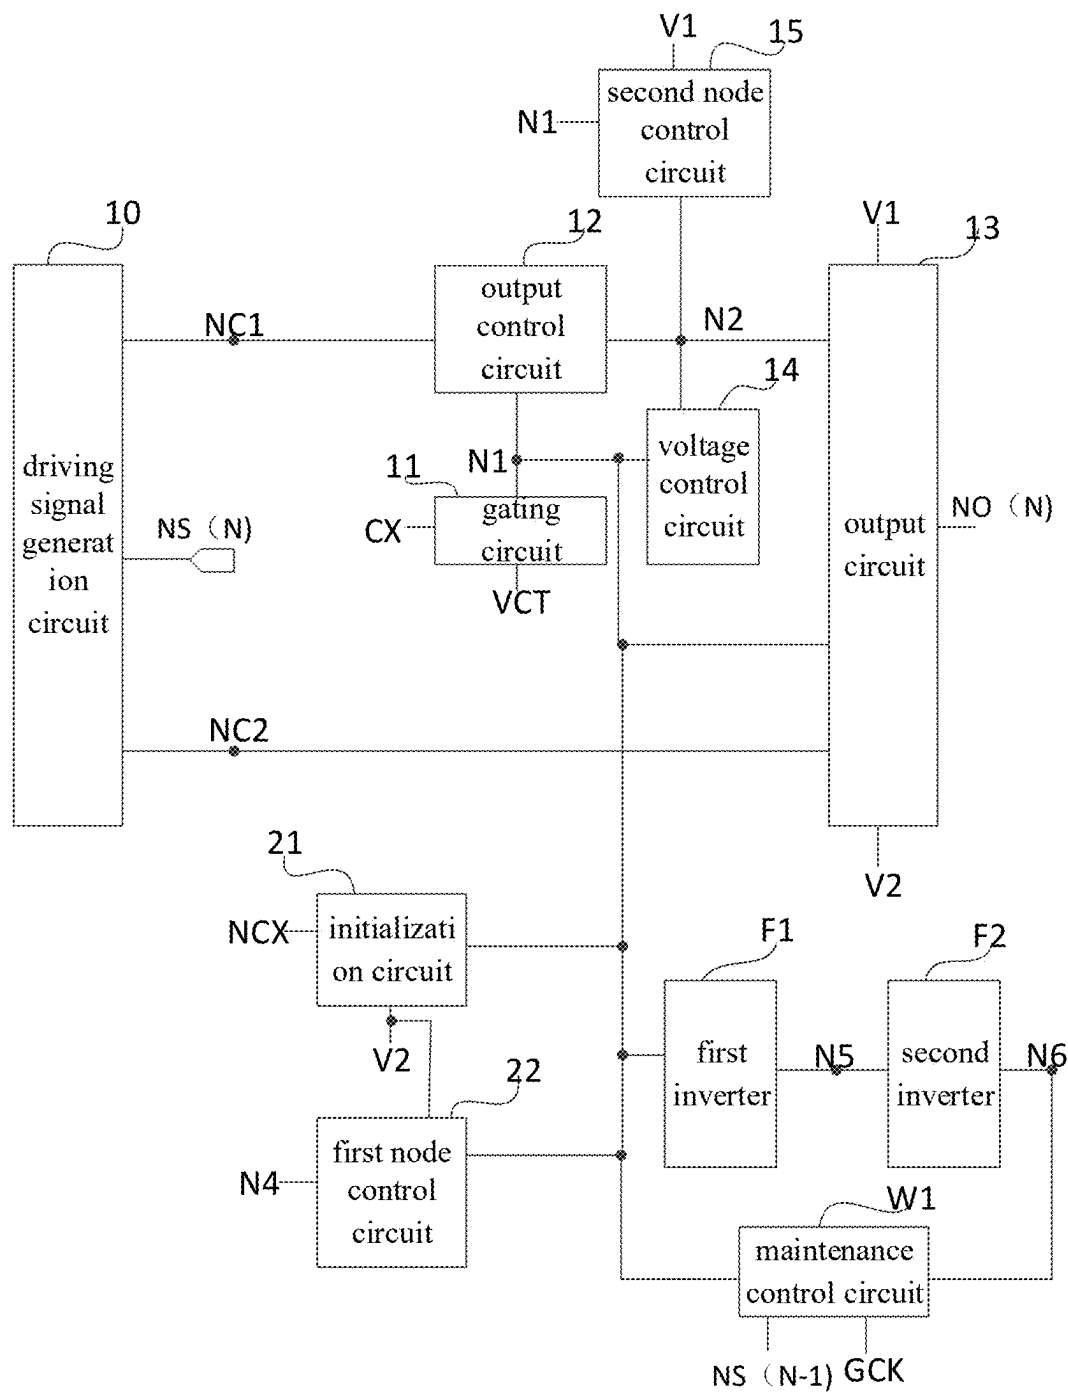 V1
15
second node
control
circuit
N1
10
12
V1
13
output
control
circuit
NC1
N2
14
driving
signal
generat
ion
circuit
N1
11
voltage
control
circuit
NS（N）
CX
gating
circuit
VCT
output
circuit
NO（N）
NC2
21
V2
NCX
initializati
on circuit
F1
F2
V2
22
first
inverter
N5
second
inverter
N6
N4
first node
control
circuit
W1
maintenance
control circuit
NS（N-1)
GCK